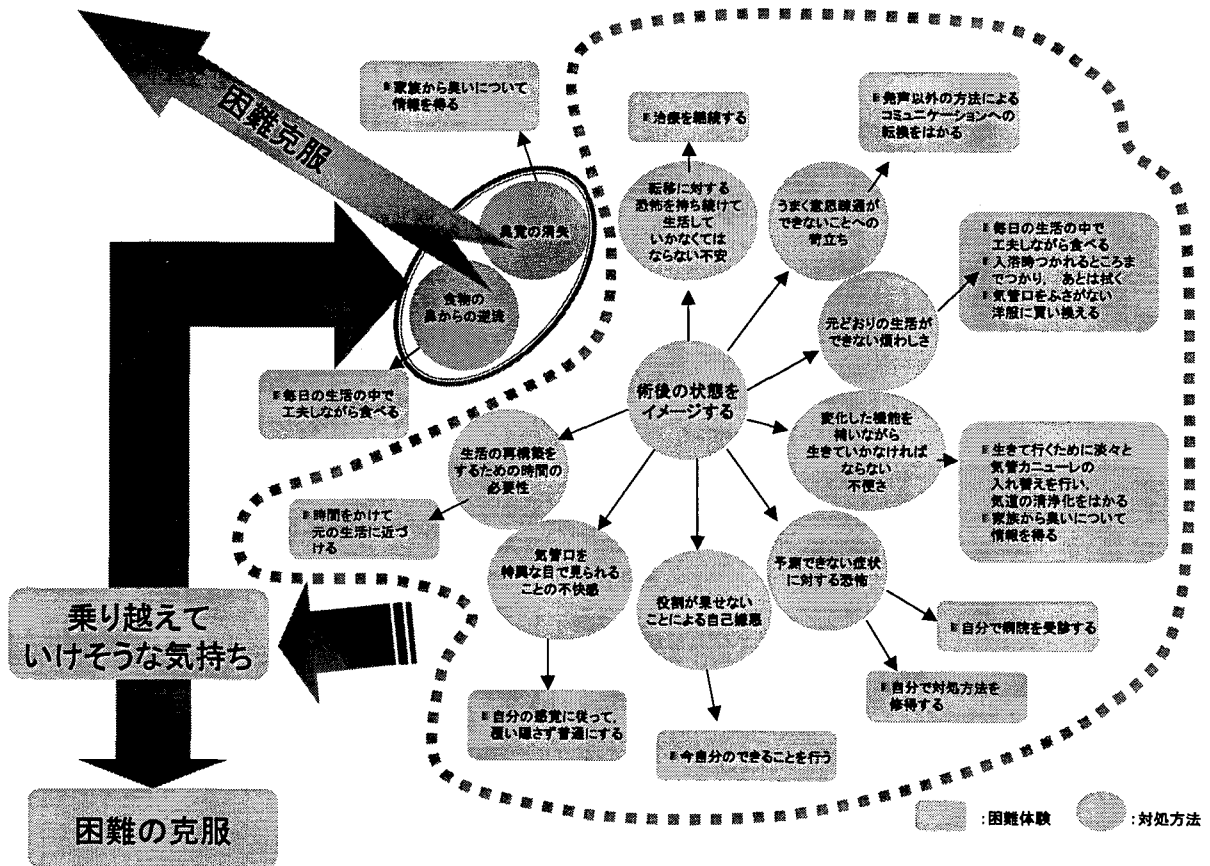 困難克服
■家族から臭いについて
情報を得る
臭覚の消失
食物の
鼻からの逆流
■毎日の生活の中で
工夫しながら食べる
■治療を継続する
転移に対する
恐怖を持ち続けて
生活して
いかなくては
ならない不安
■発声以外の方法による
コミュニケーションへの
転換をはかる
うまく意思疎通が
できないことへの
苛立ち
■毎日の生活の中で
工夫しながら食べる
■入浴時つかれるところま
でつかり、あとは拭く
■気管口をふさがない
洋服に買い換える
元どおりの生活が
できない煩わしさ
術後の状態を
イメージする
変化した機能を
補いながら
生きていかなければ
ならない
不便さ
■生きて行くために淡々と
気管カニューレの
入れ替えを行い、
気道の清浄化をはかる
■家族から臭いについて
情報を得る
生活の再構築を
するための時間の
必要性
■時間をかけて
元の生活に近づ
ける
気管口を
特異な目で見られる
ことの不快感
■自分の感覚に従って、
覆い隠さず普通にする
役割が果せない
ことによる自己嫌悪
■今自分のできることを行う
予測できない症状
に対する恐怖
■自分で病院を受診する
■自分で対処方法を
修得する
乗り越えて
いけそうな気持ち
困難の克服
:困難体験
:対処方法